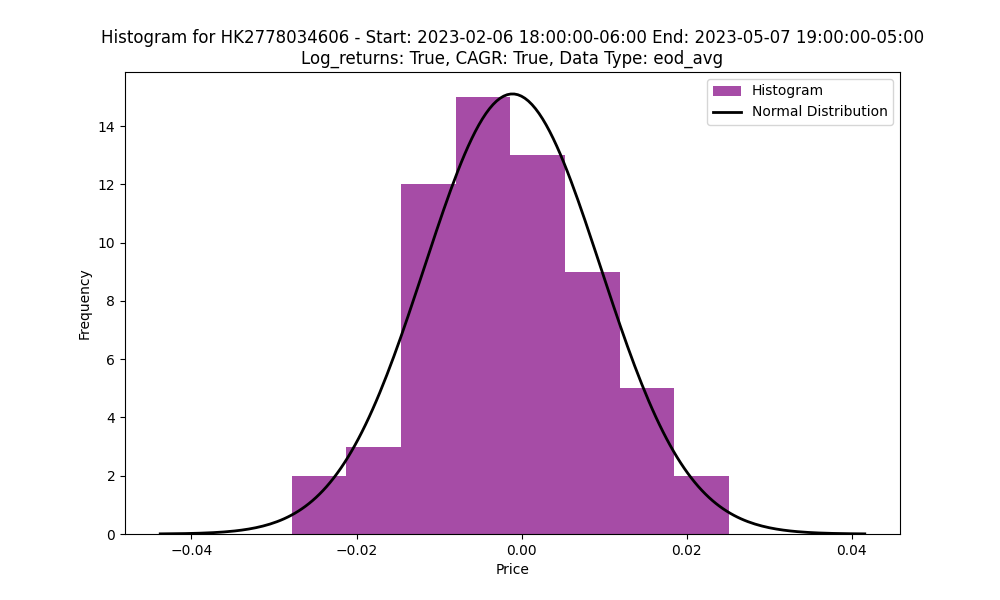 Histogram for HK2778034606 - Start: 2023-02-06 18:00:00-06:00 End: 2023-05-07 19:00:00-05:00
Log_returns: True, CAGR: True, Data Type: eod_avg
Histogram
Normal Distribution
14
12
10
8
6
4
2
0
Frequency
−0.04
−0.02
0.00
0.02
0.04
Price